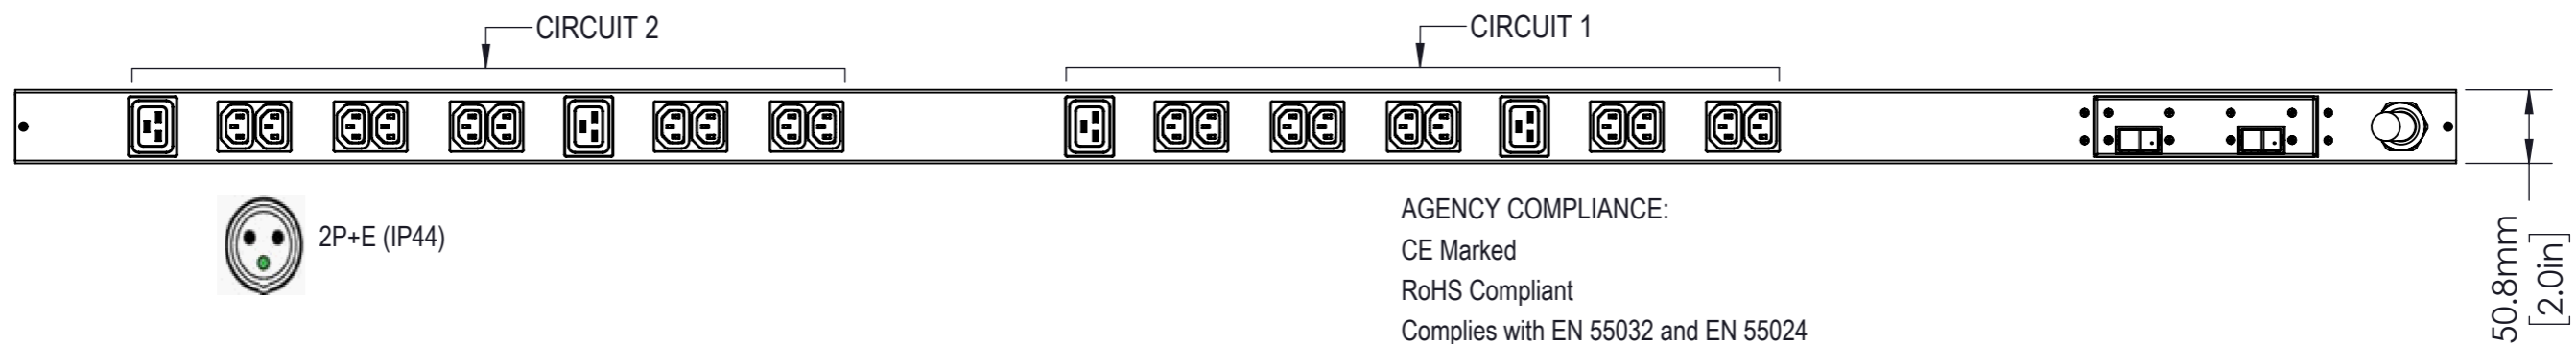 CIRCUIT 2
CIRCUIT 1
2P+E (IP44)
AGENCY COMPLIANCE:
CE Marked
RoHS Compliant
Complies with EN 55032 and EN 55024
50.8mm
[2.0in]